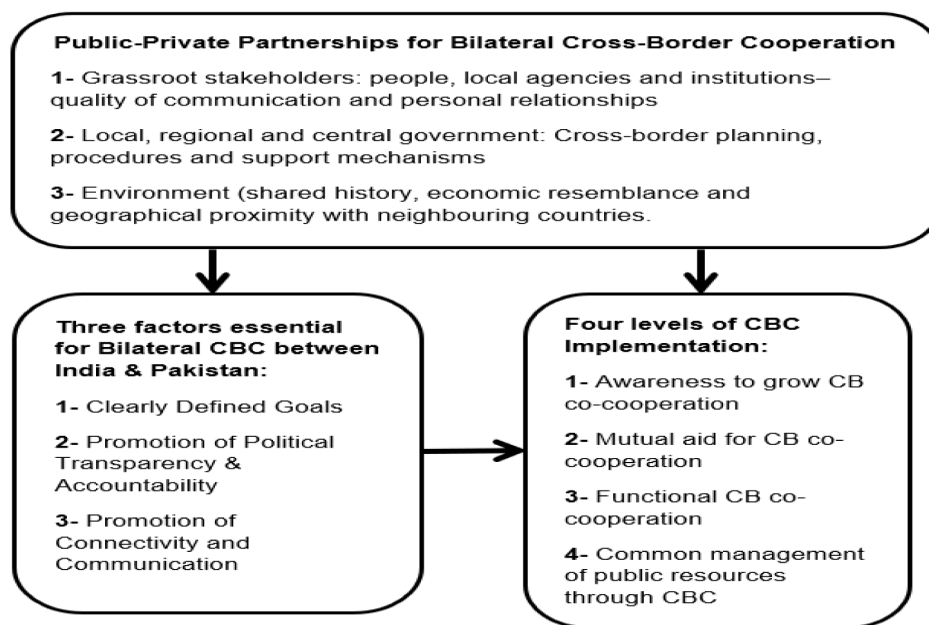 Public-Private Partnerships for Bilateral Cross-Border Cooperation
1- Grassroot stakeholders: people, local agencies and institutions–
quality of communication and personal relationships
2- Local, regional and central government: Cross-border planning,
procedures and support mechanisms
3- Environment (shared history, economic resemblance and
geographical proximity with neighbouring countries.
Three factors essential
for Bilateral CBC between
India & Pakistan:
1- Clearly Defined Goals
2- Promotion of Political
Transparency &
Accountability
3- Promotion of
Connectivity and
Communication
Four levels of CBC
Implementation:
1- Awareness to grow CB
co-cooperation
2- Mutual aid for CB co-
cooperation
3- Functional CB co-
cooperation
4- Common management
of public resources
through CBC